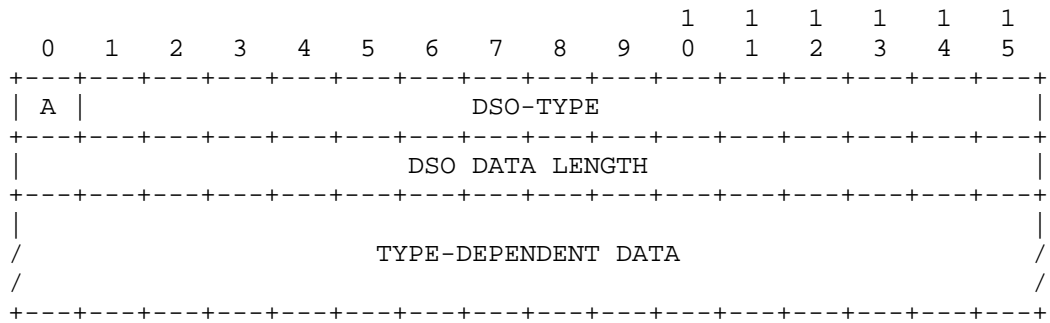 1   1   1   1   1   1
      0   1   2   3   4   5   6   7   8   9   0   1   2   3   4   5
    +---+---+---+---+---+---+---+---+---+---+---+---+---+---+---+---+
    | A |                        DSO-TYPE                           |
    +---+---+---+---+---+---+---+---+---+---+---+---+---+---+---+---+
    |                        DSO DATA LENGTH                        |
    +---+---+---+---+---+---+---+---+---+---+---+---+---+---+---+---+
    |                                                               |
    /                      TYPE-DEPENDENT DATA                      /
    /                                                               /
    +---+---+---+---+---+---+---+---+---+---+---+---+---+---+---+---+